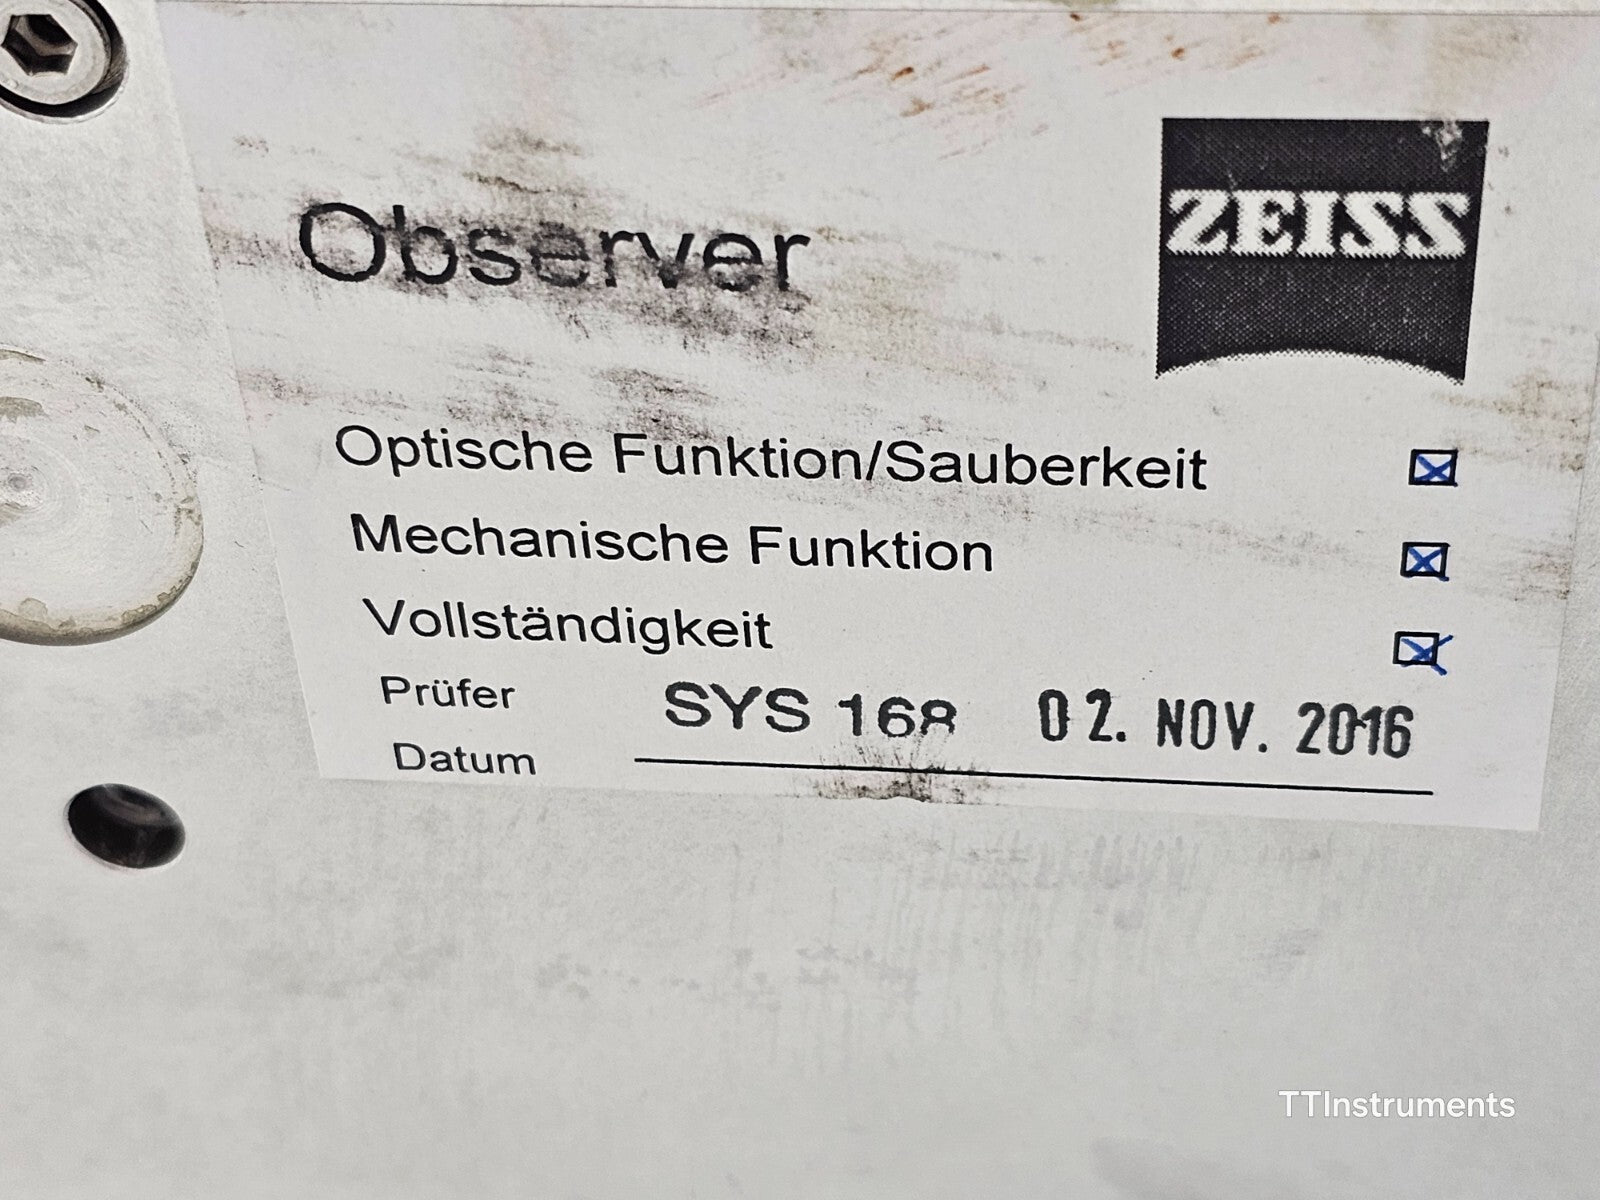 ZEISS
Observer
Optische Funktion/Sauberkeit
Mechanische Funktion
Vollständigkeit
Prüfer SYS 168 02. NOV. 2016
Datum
TTInstruments